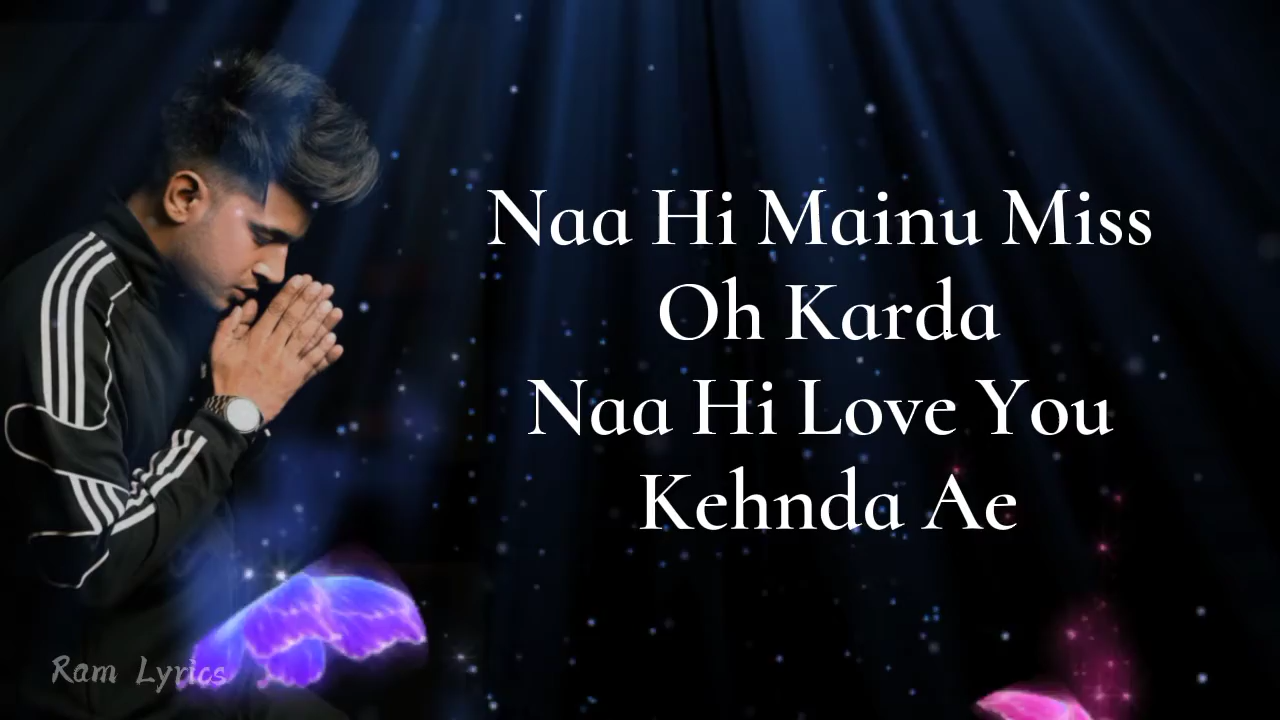 Naa Hi Mainu Miss
Oh Karda
Naa Hi Love You
Kehnda Ae
Ram Lyrics